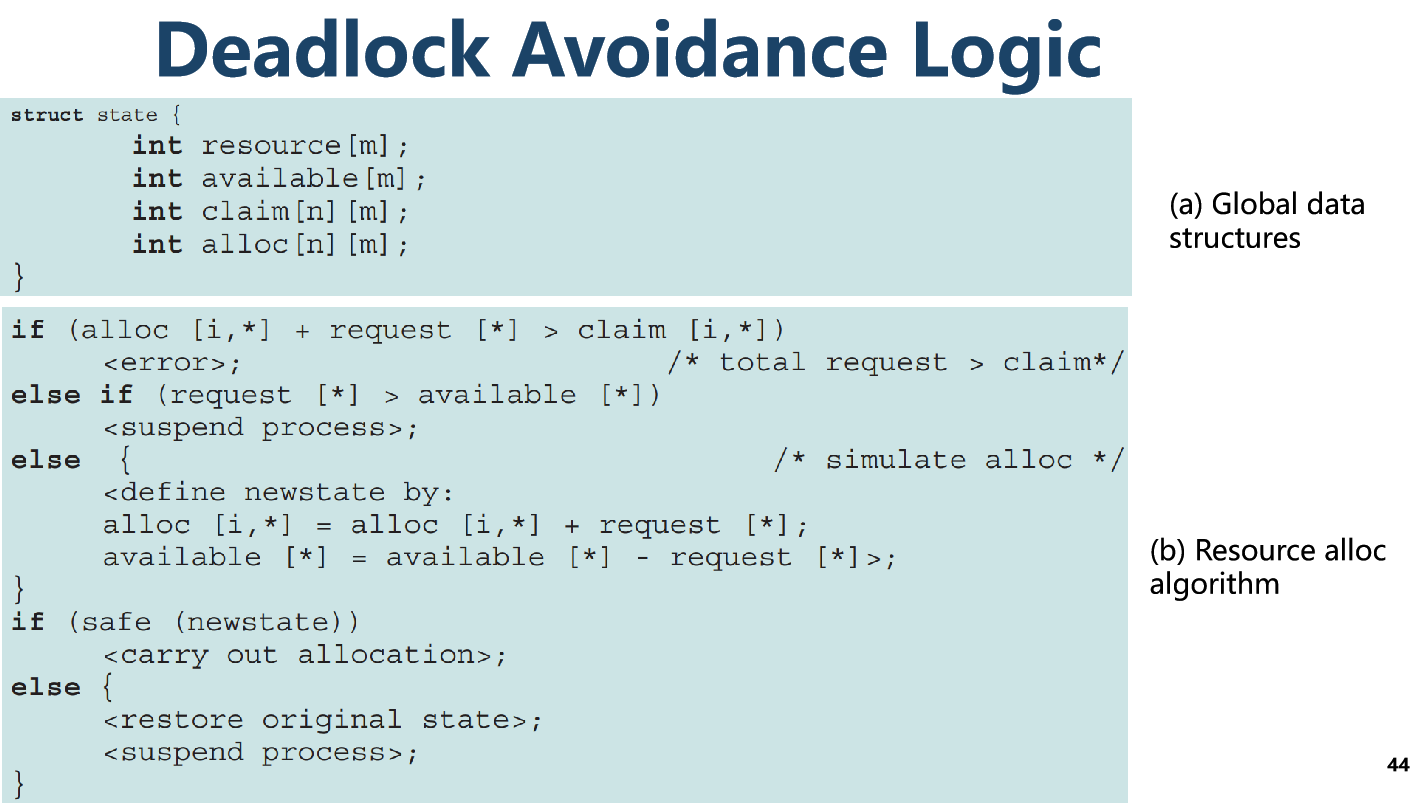 Deadlock Avoidance Logic
struct state {
int resource[m];
int available[m];
int claim[n][m];
int alloc[n][m];
}
(a) Global data
structures
if (alloc [i,*] + request [*] > claim [i,*])
<error>; /* total request > claim*/
else if (request [*] > available [*])
<suspend process>;
else { /* simulate alloc */
<define newstate by:
alloc [i,*] = alloc [i,*] + request [*];
available [*] = available [*] - request [*]>;
}
if (safe (newstate))
<carry out allocation>;
else {
<restore original state>;
<suspend process>;
}
(b) Resource alloc
algorithm
44